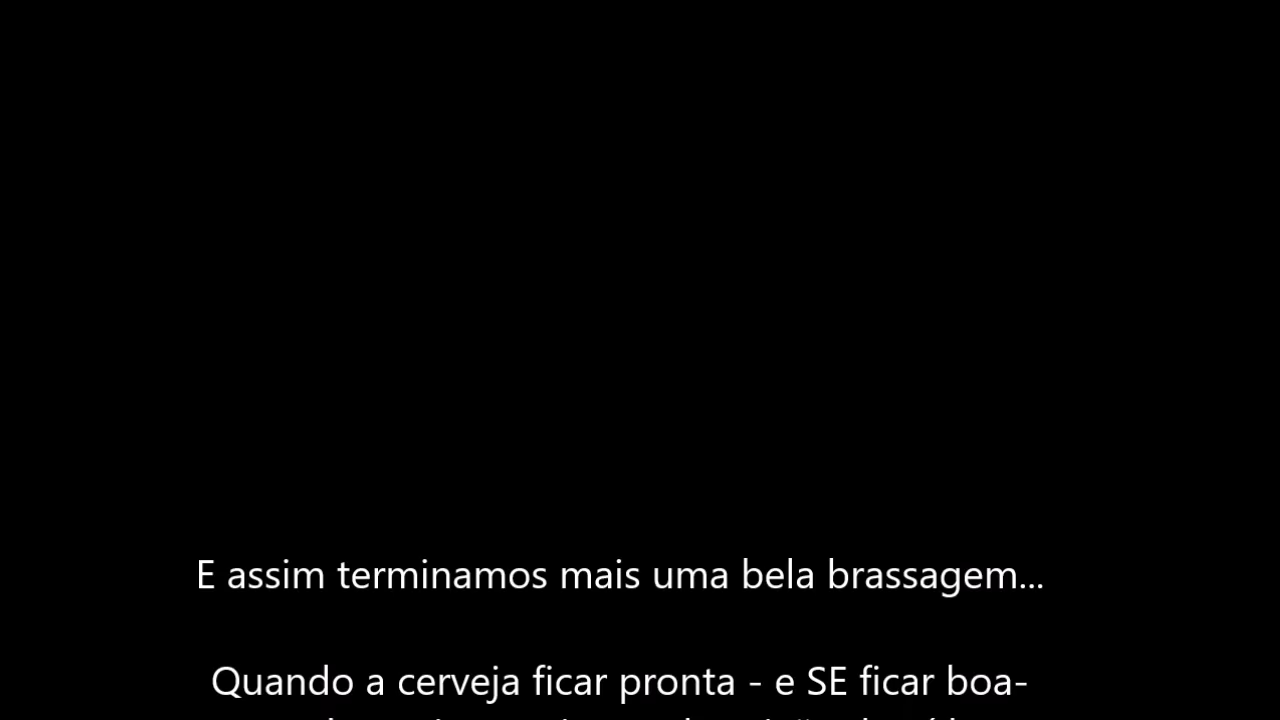 E assim terminamos mais uma bela brassagem...
Quando a cerveja ficar pronta - e SE ficar boa-